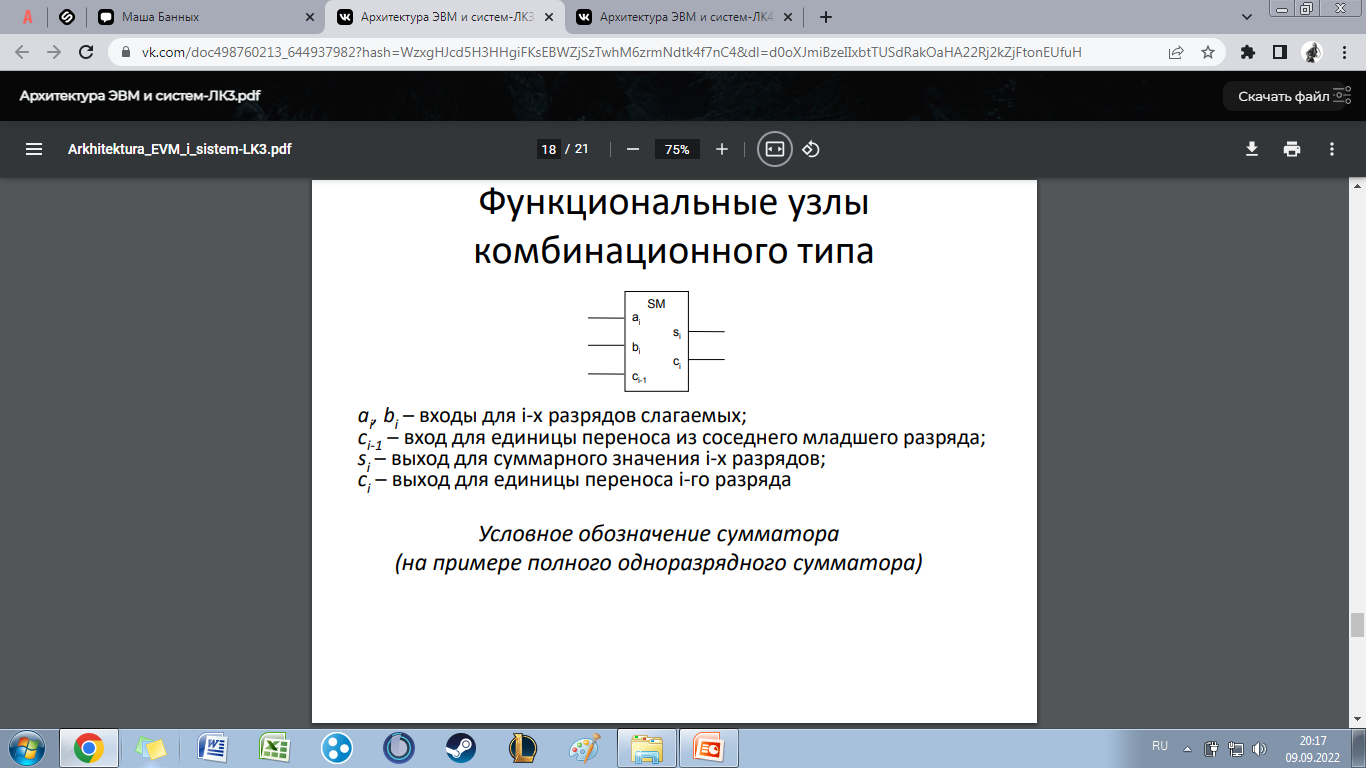 Маша Банных
Архитектура ЭВМ и систем-ЛК3
Архитектура ЭВМ и систем-ЛК4
vk.com/doc498760213_644937982?hash=WzxgHJcd5H3HHgiFKsEBWZjSzTwhM6zrmNdtk4f7nC4&dl=d0oXJmiBzeIIxbtTUSdRakOaHA22Rj2kZjFtonEUfuH
Архитектура ЭВМ и систем-ЛК3.pdf
Скачать файл
Arkhitektura_EVM_i_sistem-LK3.pdf
18 / 21
75%
Функциональные узлы
комбинационного типа
SM
ai
si
bi
ci
ci-1
ai, bi – входы для i-х разрядов слагаемых;
ci-1 – вход для единицы переноса из соседнего младшего разряда;
si – выход для суммарного значения i-х разрядов;
ci – выход для единицы переноса i-го разряда
Условное обозначение сумматора
(на примере полного одноразрядного сумматора)
RU
20:17
09.09.2022